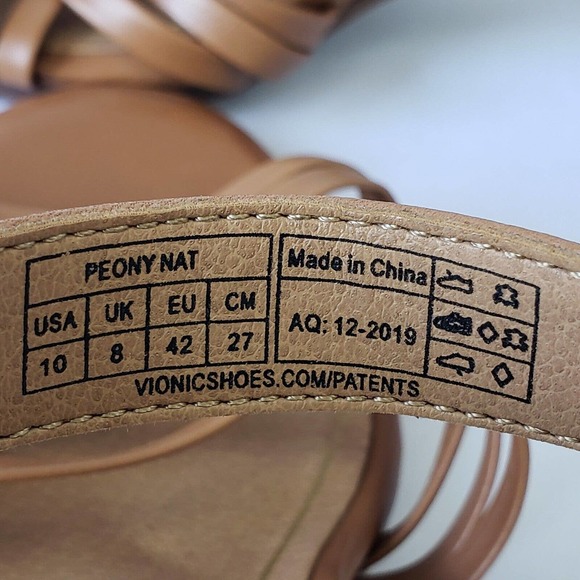 PEONY NAT
USA UK EU CM
10 8 42 27
Made in China
AQ: 12-2019
VIONICSHOES.COM/PATENTS